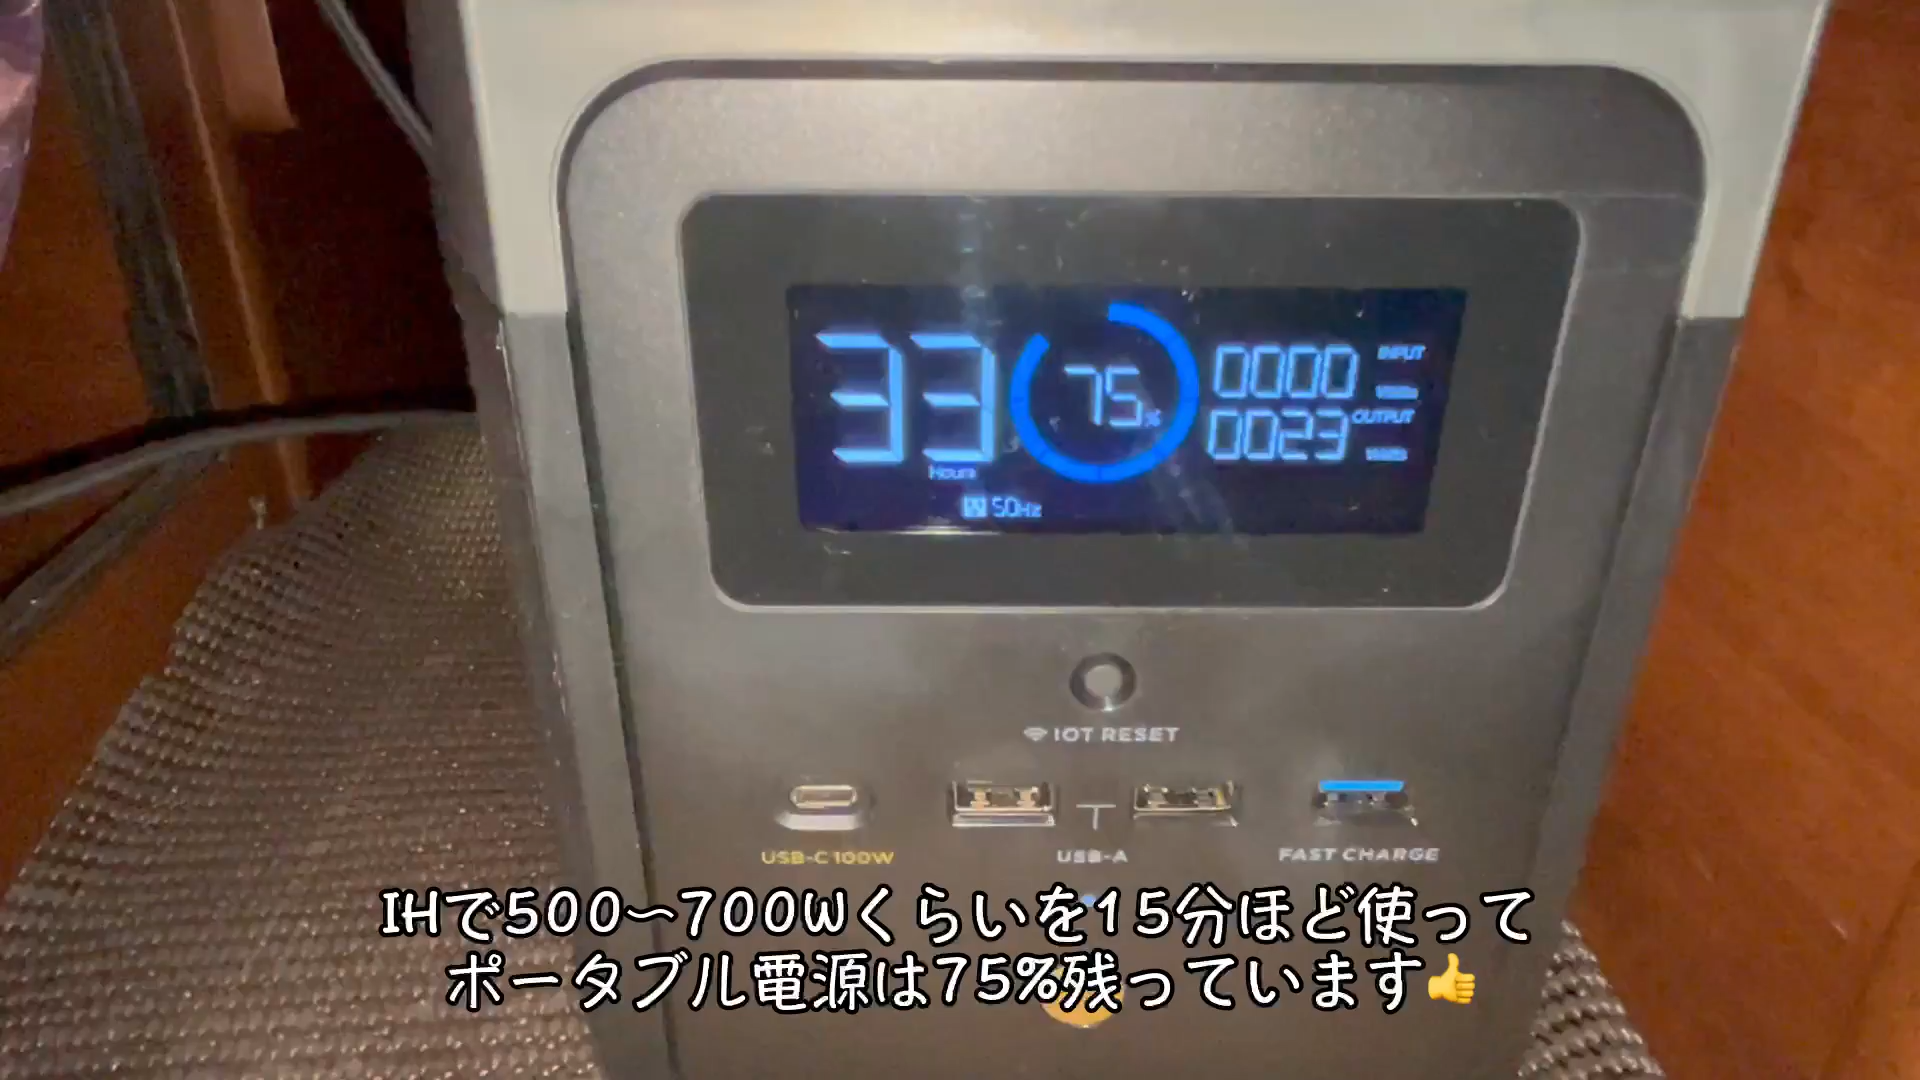 33
Hours
50Hz
75%
0000 INPUT
Watts
0023 OUTPUT
Watts
IOT RESET
USB-C 100W
USB-A
FAST CHARGE
IHで500〜700Wくらいを15分ほど使って
ポータブル電源は75%残っています👍